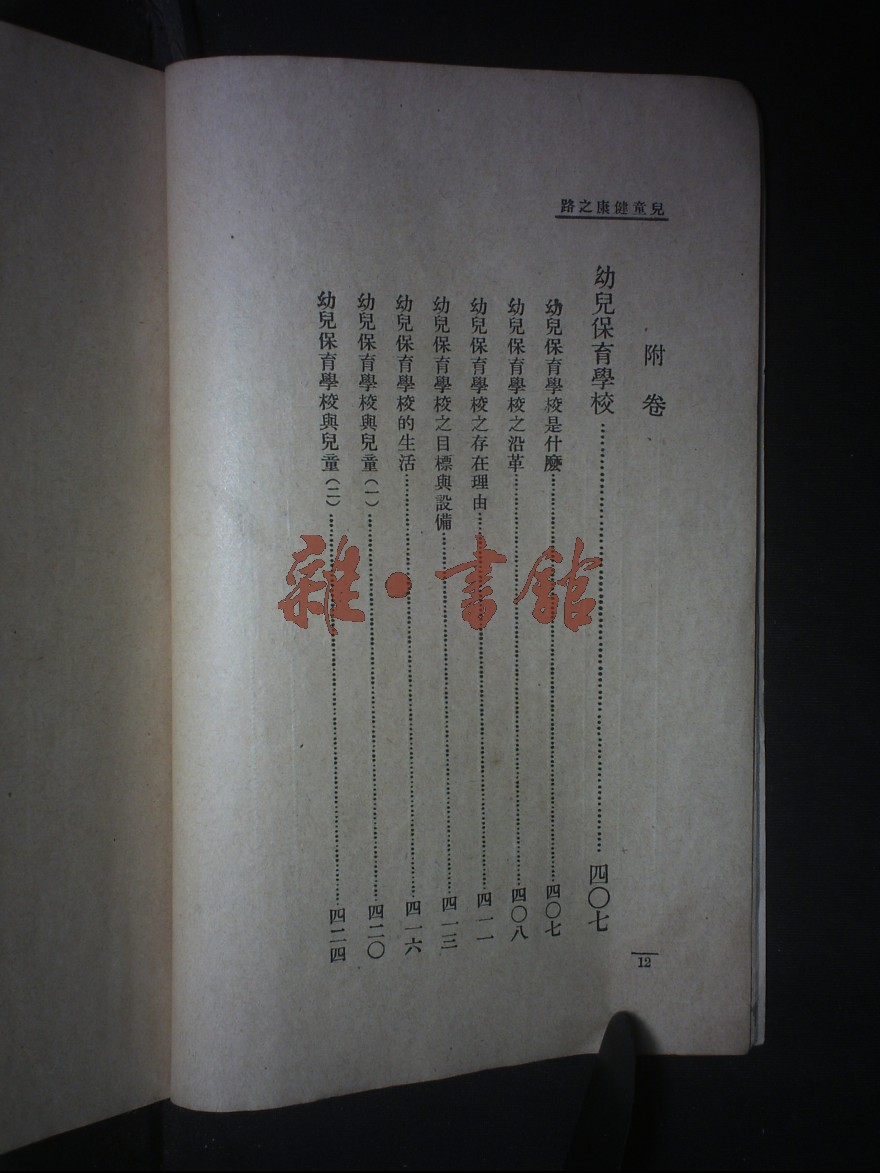 兒童健康之路
附卷
幼兒保育學校……四〇七
幼兒保育學校是什麼……四〇七
幼兒保育學校之沿革……四〇八
幼兒保育學校之存在理由……四一一
幼兒保育學校之目標與設備……四一三
幼兒保育學校的生活……四一六
幼兒保育學校與兒童(一)……四二〇
幼兒保育學校與兒童(二)……四二四
12
雜·書館